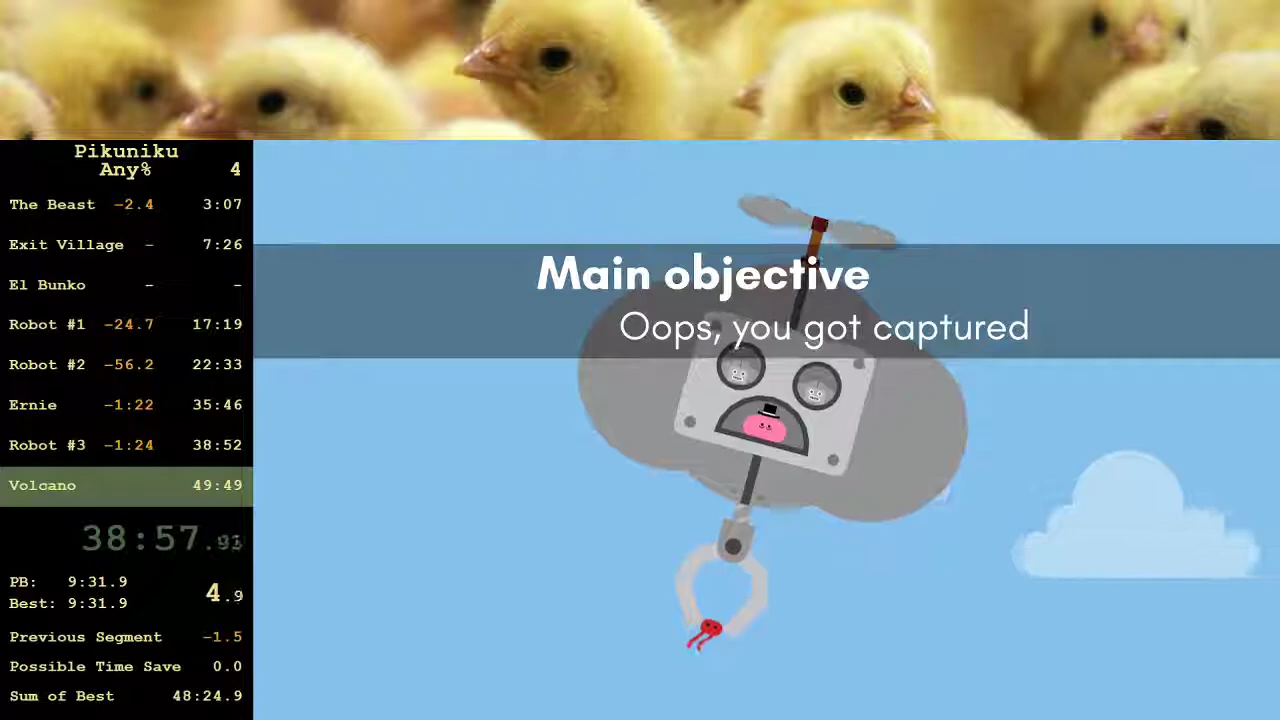 Pikuniku
Any% 4
The Beast -2.4 3:07
Exit Village - 7:26
El Bunko - -
Robot #1 -24.7 17:19
Robot #2 -56.2 22:33
Ernie -1:22 35:46
Robot #3 -1:24 38:52
Volcano 49:49
38:57.93
PB: 9:31.9
Best: 9:31.9
4.9
Previous Segment -1.5
Possible Time Save 0.0
Sum of Best 48:24.9
Main objective
Oops, you got captured